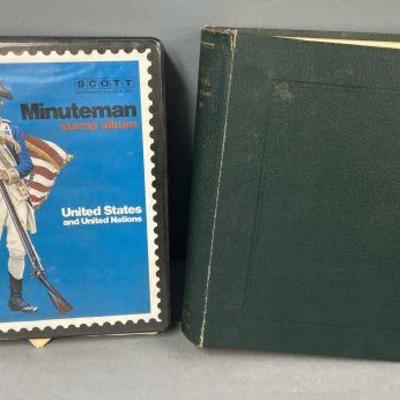 SCOTT
Minuteman
stamp album
United States
and United Nations